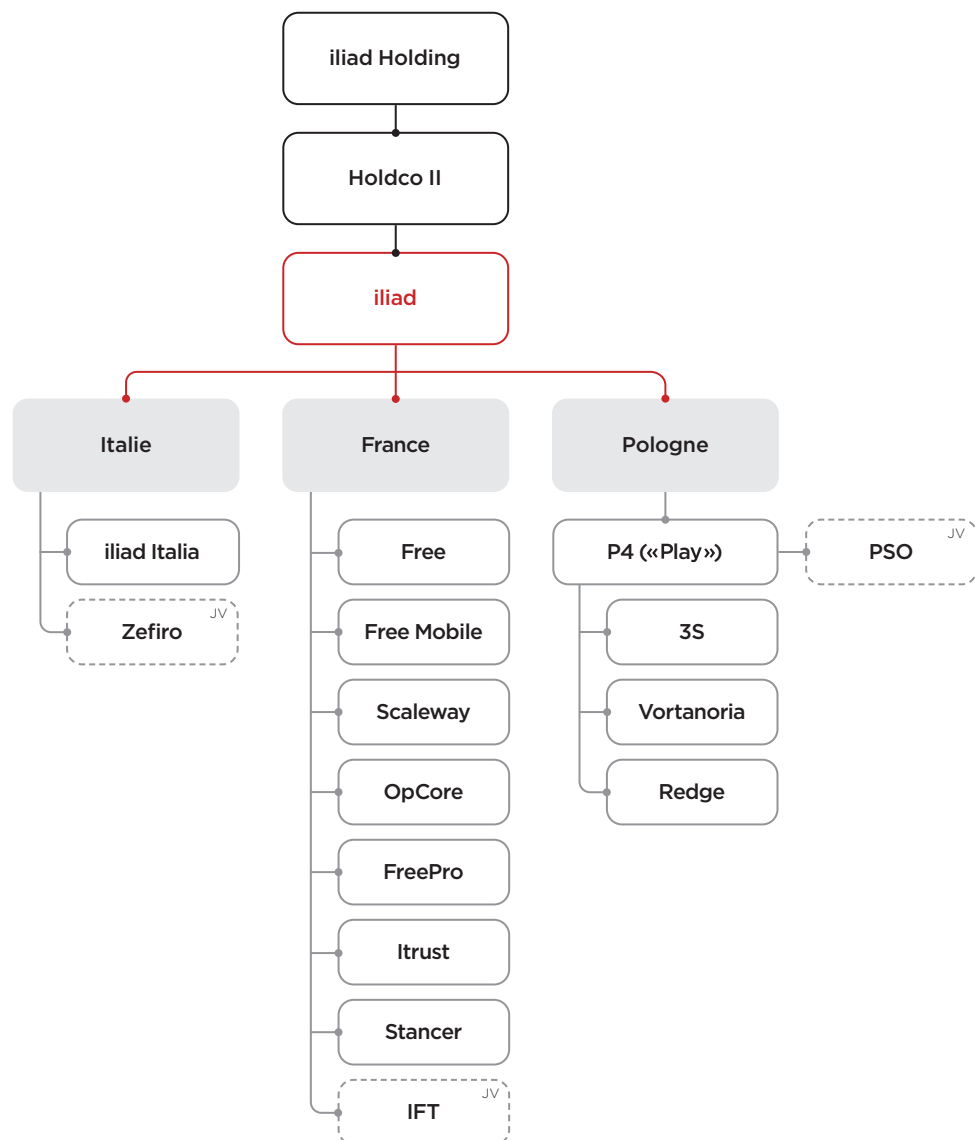 iliad Holding
Holdco II
iliad
Italie
France
Pologne
iliad Italia
Zefiro
JV
Free
Free Mobile
Scaleway
OpCore
FreePro
Itrust
Stancer
IFT
JV
P4 («Play»)
PSO
JV
3S
Vortanoria
Redge